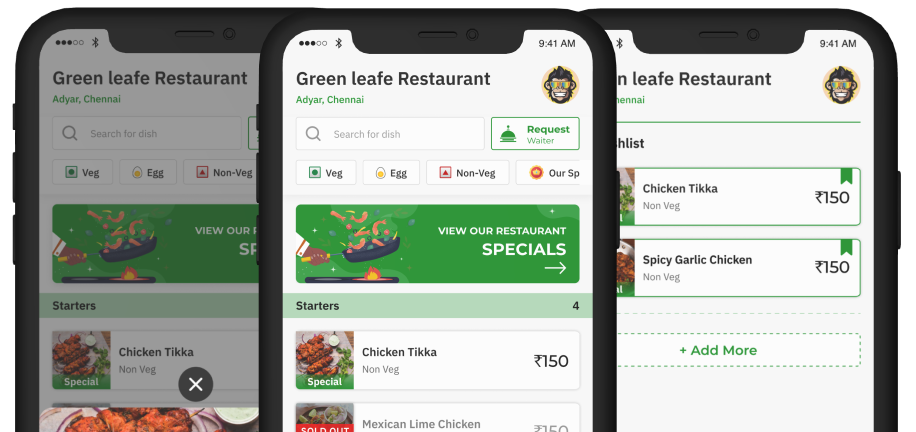 Green leafe Restaurant
Adyar, Chennai
Search for dish
Veg
Egg
Non-Veg
VIEW OUR
Starters
Chicken Tikka
Non Veg
Special
9:41 AM
Green leafe Restaurant
Adyar, Chennai
Search for dish
Request
Waiter
Veg
Egg
Non-Veg
Our Sp
VIEW OUR RESTAURANT
SPECIALS
Starters 4
Chicken Tikka
Non Veg
₹150
Special
Mexican Lime Chicken
₹150
SOLD OUT
9:41 AM
n leafe Restaurant
hennai
hlist
Chicken Tikka
Non Veg
₹150
Spicy Garlic Chicken
Non Veg
₹150
+ Add More